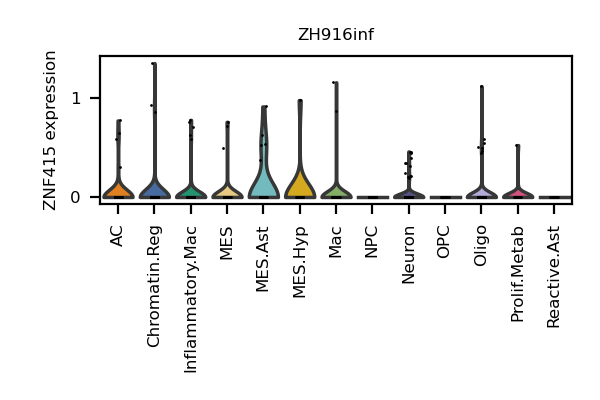 ZH916inf
ZNF415 expression
1
0
AC
Chromatin.Reg
Inflammatory.Mac
MES
MES.Ast
MES.Hyp
Mac
NPC
Neuron
OPC
Oligo
Prolif.Metab
Reactive.Ast